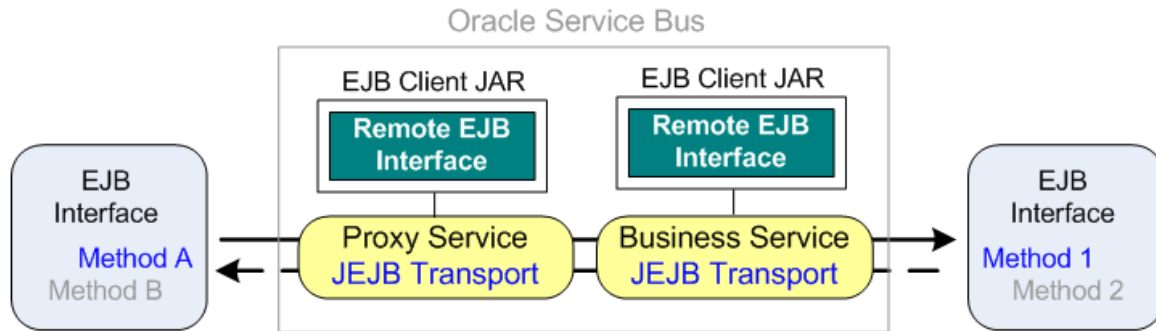 Oracle Service Bus
EJB Client JAR
EJB Client JAR
Remote EJB
Interface
Remote EJB
Interface
EJB
Interface
Method A
Method B
Proxy Service
JEJB Transport
Business Service
JEJB Transport
EJB
Interface
Method 1
Method 2